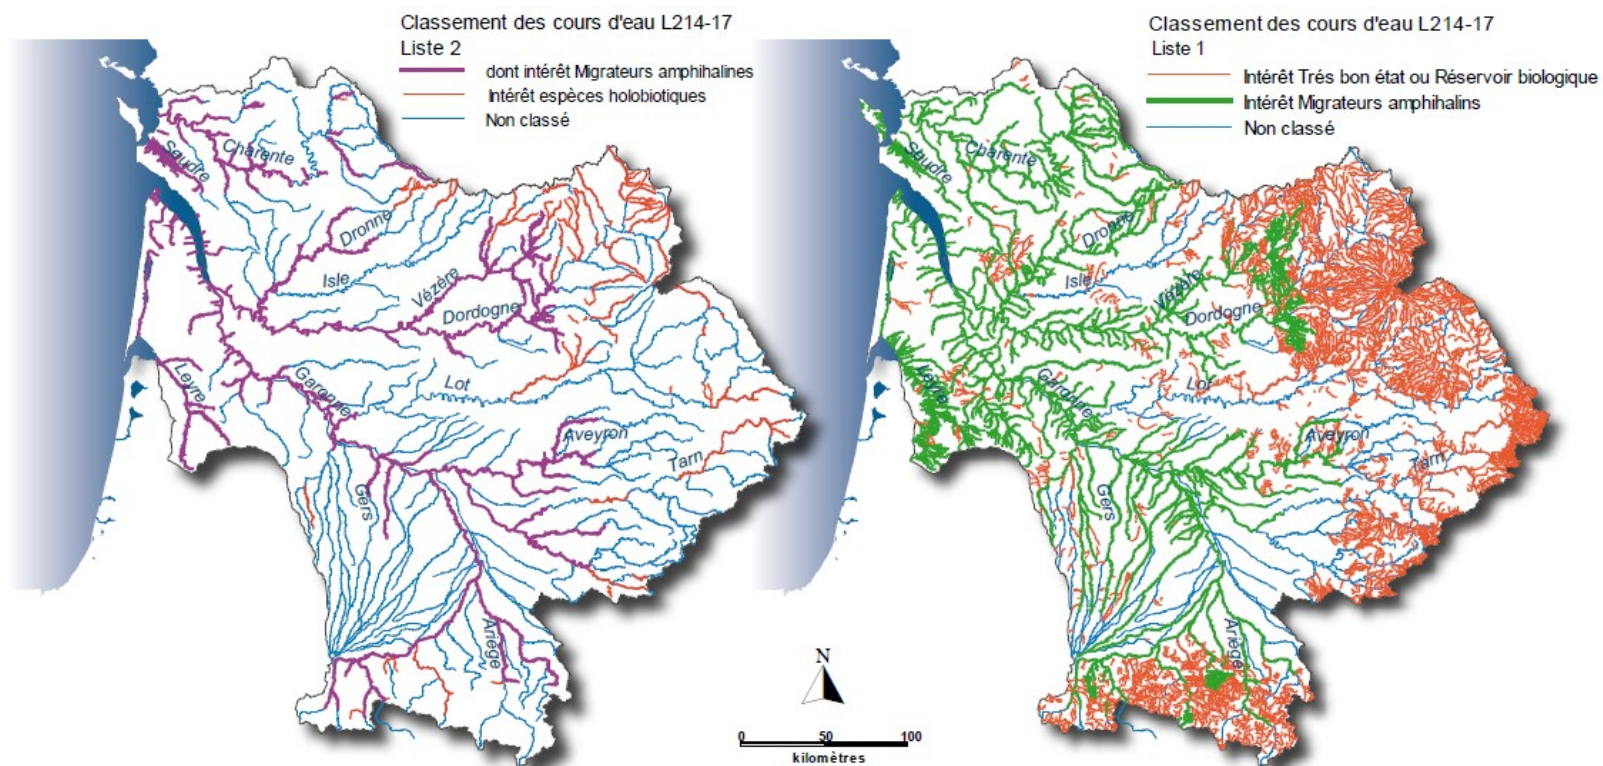 Classement des cours d'eau L214-17
Liste 2
dont intérêt Migrateurs amphihalines
Intérêt espèces holobiotiques
Non classé
Seudre
Charente
Dronne
Isle
Vézère
Dordogne
Leyre
Garonne
Lot
Aveyron
Tarn
Gers
Ariège
Classement des cours d'eau L214-17
Liste 1
Intérêt Trés bon état ou Réservoir biologique
Intérêt Migrateurs amphihalins
Non classé
Seudre
Charente
Dronne
Isle
Vézère
Dordogne
Leyre
Garonne
Lot
Aveyron
Tarn
Gers
Ariège
N
0 50 100
kilomètres